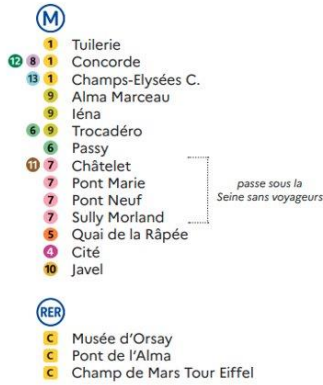 M
1 Tuilerie
12 8 1 Concorde
13 1 Champs-Elysées C.
9 Alma Marceau
9 Iéna
6 9 Trocadéro
6 Passy
11 7 Châtelet
7 Pont Marie
7 Pont Neuf
7 Sully Morland
passe sous la
Seine sans voyageurs
5 Quai de la Râpée
4 Cité
10 Javel
RER
C Musée d'Orsay
C Pont de l'Alma
C Champ de Mars Tour Eiffel